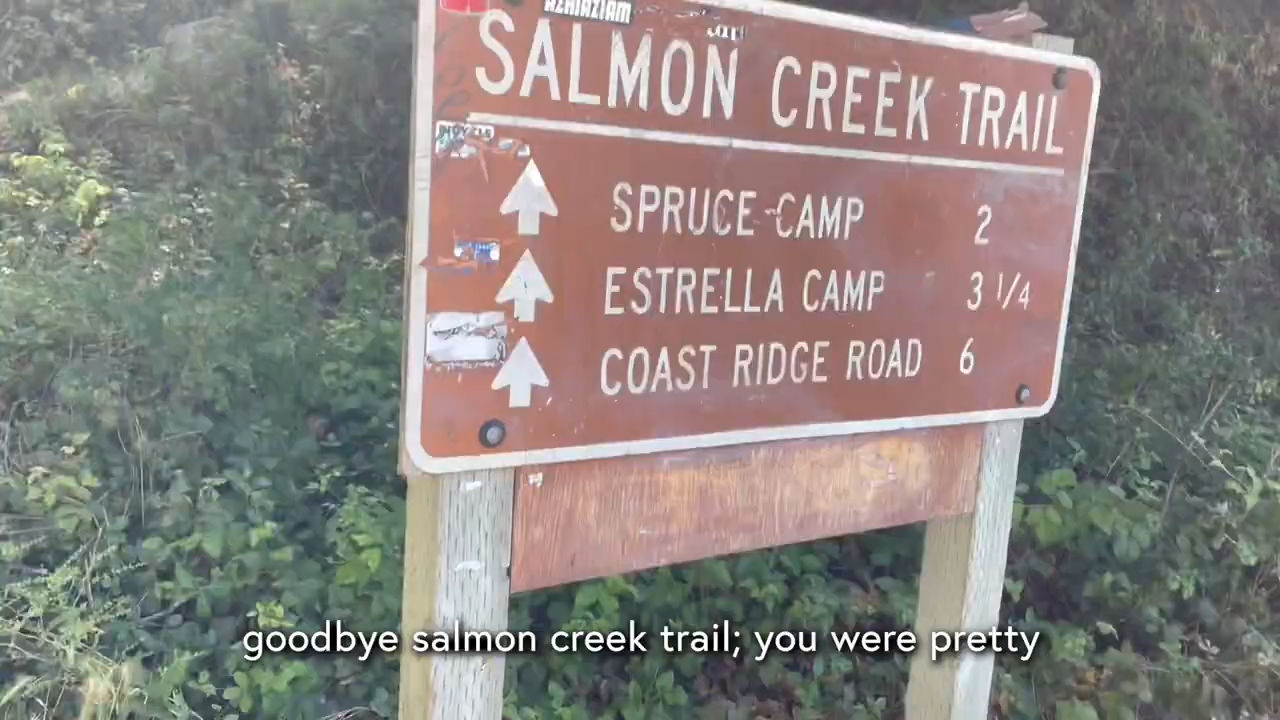 AZHIAZIAM
SALMON CREEK TRAIL
SPRUCE CAMP 2
ESTRELLA CAMP 3 1/4
COAST RIDGE ROAD 6
goodbye salmon creek trail; you were pretty